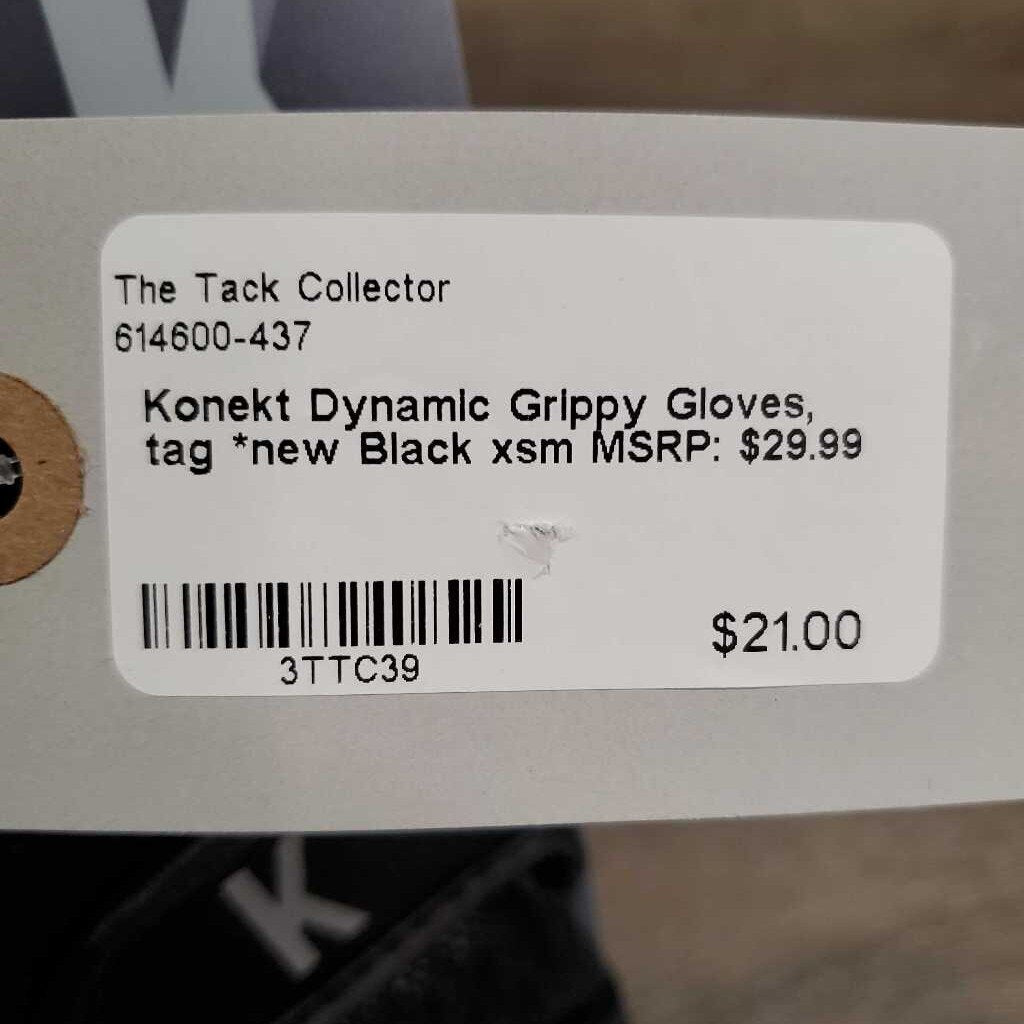 The Tack Collector
614600-437
Konekt Dynamic Grippy Gloves,
tag *new Black xsm MSRP: $29.99
3TTC39
$21.00
K